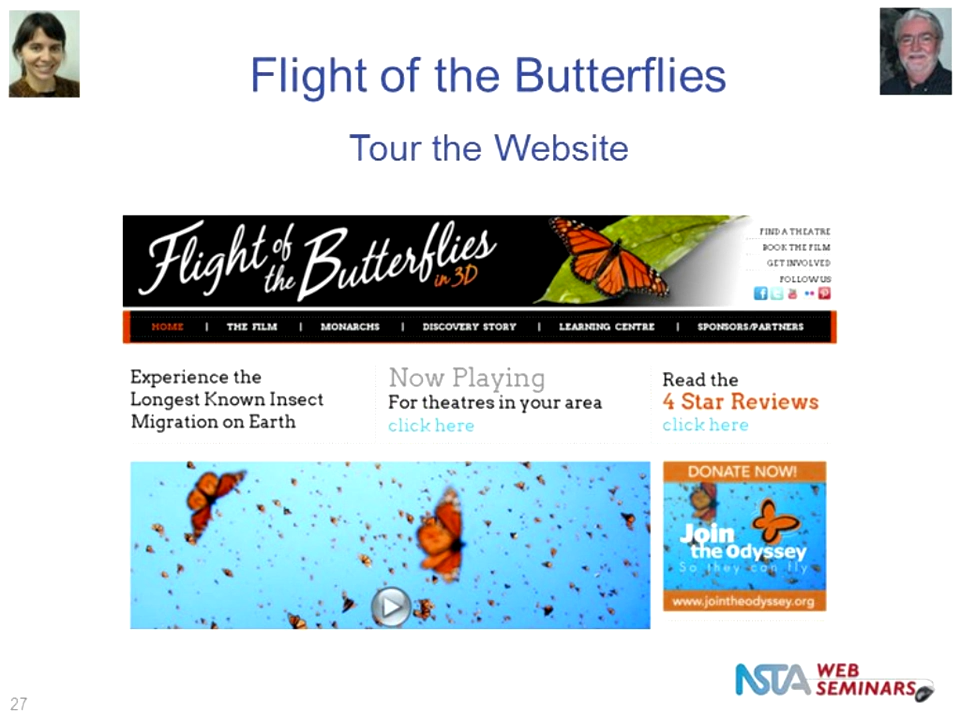 Flight of the Butterflies
Tour the Website
Flight of
the Butterflies
in 3D
FIND A THEATRE
BOOK THE FILM
GET INVOLVED
FOLLOW US
HOME | THE FILM | MONARCHS | DISCOVERY STORY | LEARNING CENTRE | SPONSORS/PARTNERS
Experience the
Longest Known Insect
Migration on Earth
Now Playing
For theatres in your area
click here
Read the
4 Star Reviews
click here
DONATE NOW!
Join
the Odyssey
So they can fly
www.jointheodyssey.org
NSTA WEB
SEMINARS
27